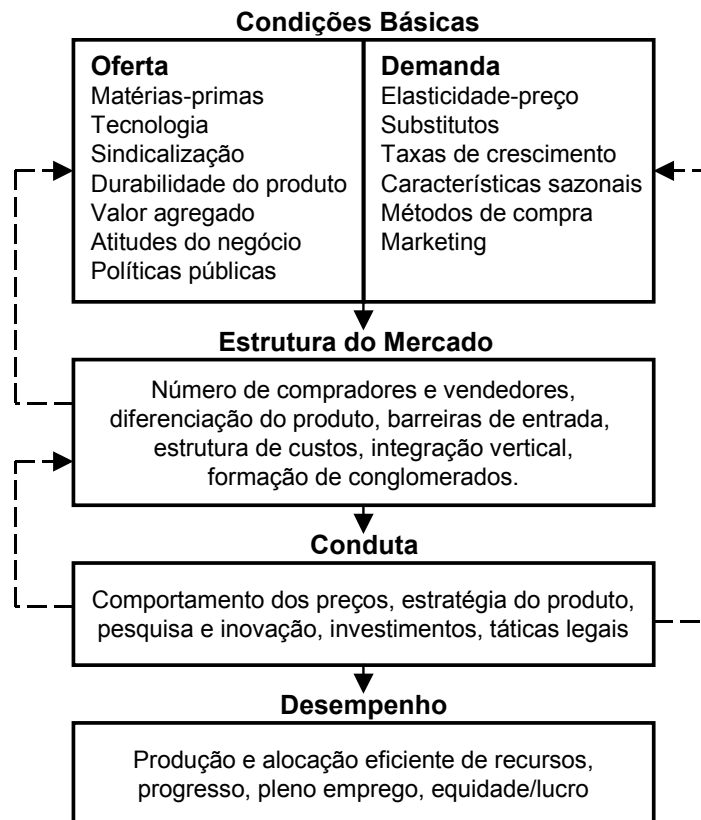 Condições Básicas
Oferta
Matérias-primas
Tecnologia
Sindicalização
Durabilidade do produto
Valor agregado
Atitudes do negócio
Políticas públicas
Demanda
Elasticidade-preço
Substitutos
Taxas de crescimento
Características sazonais
Métodos de compra
Marketing
Estrutura do Mercado
Número de compradores e vendedores,
diferenciação do produto, barreiras de entrada,
estrutura de custos, integração vertical,
formação de conglomerados.
Conduta
Comportamento dos preços, estratégia do produto,
pesquisa e inovação, investimentos, táticas legais
Desempenho
Produção e alocação eficiente de recursos,
progresso, pleno emprego, equidade/lucro